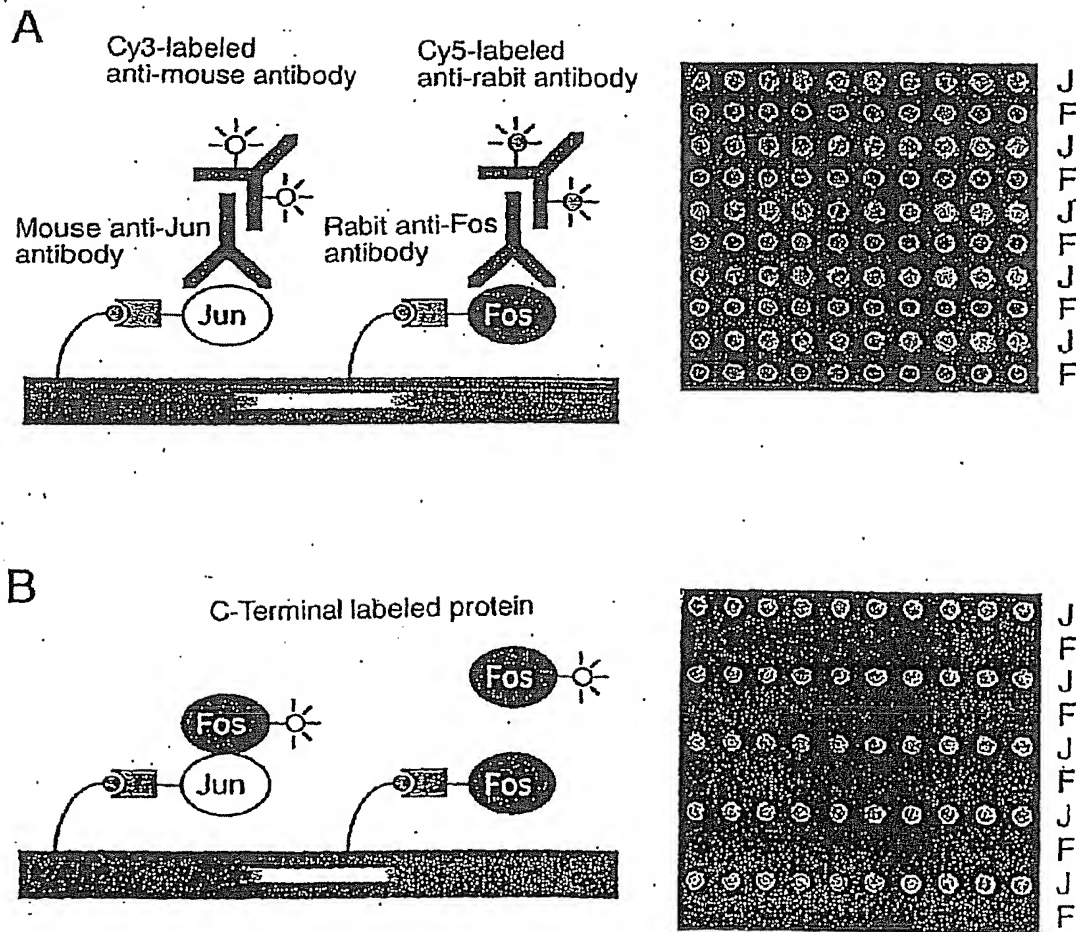 A
Cy3-labeled
anti-mouse antibody
Cy5-labeled
anti-rabit antibody
Mouse anti-Jun
antibody
Rabit anti-Fos
antibody
Jun
Fos
J
F
J
F
J
F
J
F
J
F
B
C-Terminal labeled protein
Fos
Fos
Jun
Fos
J
F
J
F
J
F
J
F
J
F